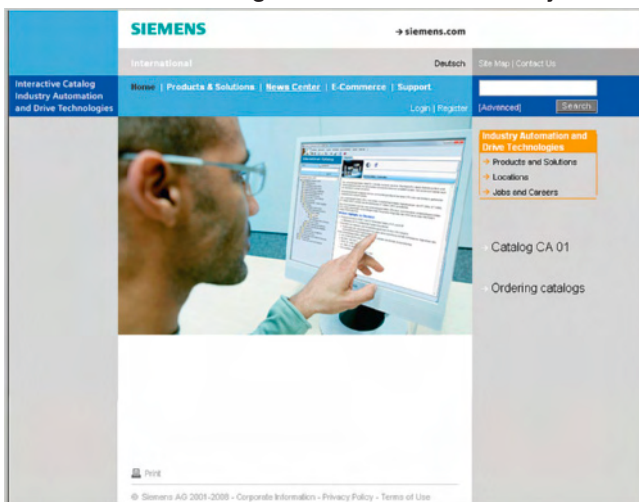 SIEMENS
→ siemens.com
International
Deutsch
Site Map | Contact Us
Interactive Catalog
Industry Automation
and Drive Technologies
Home | Products & Solutions | News Center | E-Commerce | Support
Login | Register
[Advanced]
Search
Industry Automation and
Drive Technologies
→ Products and Solutions
→ Locations
→ Jobs and Careers
Catalog CA 01
Ordering catalogs
Print
© Siemens AG 2001-2008 - Corporate Information - Privacy Policy - Terms of Use